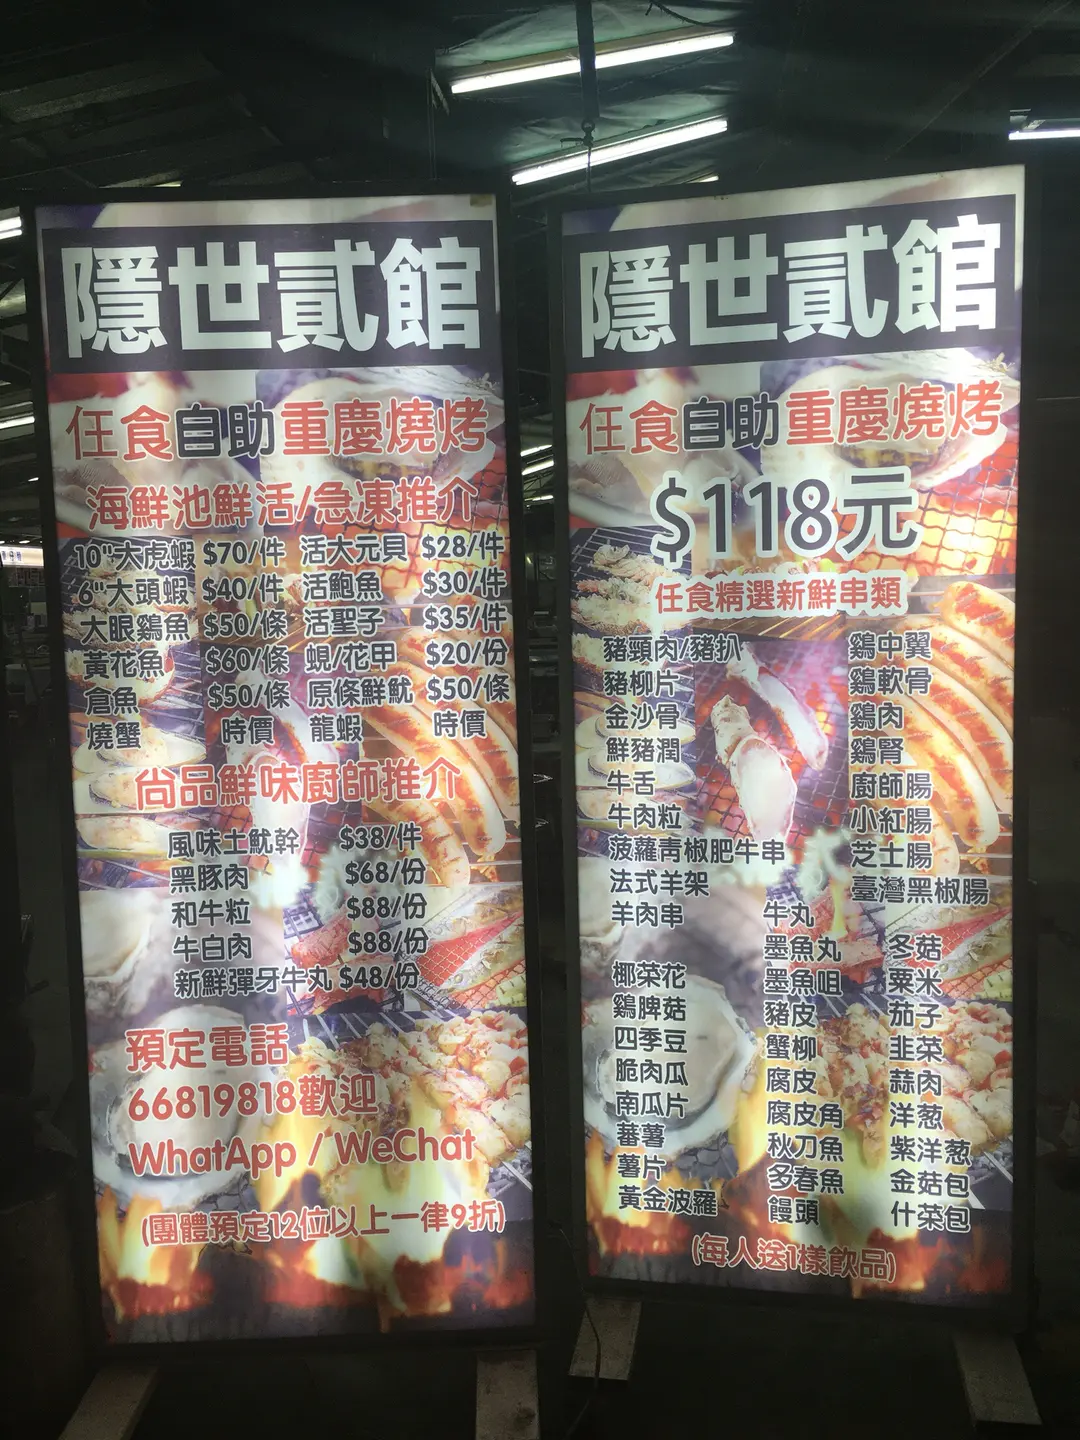 隱世貳館
任食自助重慶燒烤
海鮮池鮮活/急凍推介
10"大虎蝦 $70/件 活大元貝 $28/件
6"大頭蝦 $40/件 活鮑魚 $30/件
大眼鷄魚 $50/條 活聖子 $35/件
黃花魚 $60/條 蜆/花甲 $20/份
倉魚 $50/條 原條鮮魷 $50/條
燒蟹 時價 龍蝦 時價
尚品鮮味廚師推介
風味土魷幹 $38/件
黑豚肉 $68/份
和牛粒 $88/份
牛白肉 $88/份
新鮮彈牙牛丸 $48/份
預定電話
66819818歡迎
WhatApp / WeChat
(團體預定12位以上一律9折)
隱世貳館
任食自助重慶燒烤
$118元
任食精選新鮮串類
豬頸肉/豬扒 鷄中翼
豬柳片 鷄軟骨
金沙骨 鷄肉
鮮豬潤 鷄腎
牛舌 廚師腸
牛肉粒 小紅腸
菠蘿青椒肥牛串 芝士腸
法式羊架 臺灣黑椒腸
羊肉串 牛丸
墨魚丸 冬菇
椰菜花 墨魚咀 粟米
鷄脾菇 豬皮 茄子
四季豆 蟹柳 韭菜
脆肉瓜 腐皮 蒜肉
南瓜片 腐皮角 洋葱
蕃薯 秋刀魚 紫洋葱
薯片 多春魚 金菇包
黃金波羅 饅頭 什菜包
(每人送1樣飲品)